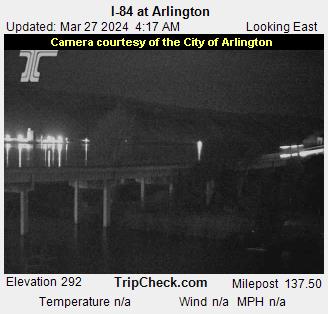 I-84 at Arlington
Updated: Mar 27 2024 4:17 AM Looking East
Camera courtesy of the City of Arlington
Elevation 292 TripCheck.com Milepost 137.50
Temperature n/a Wind n/a MPH n/a